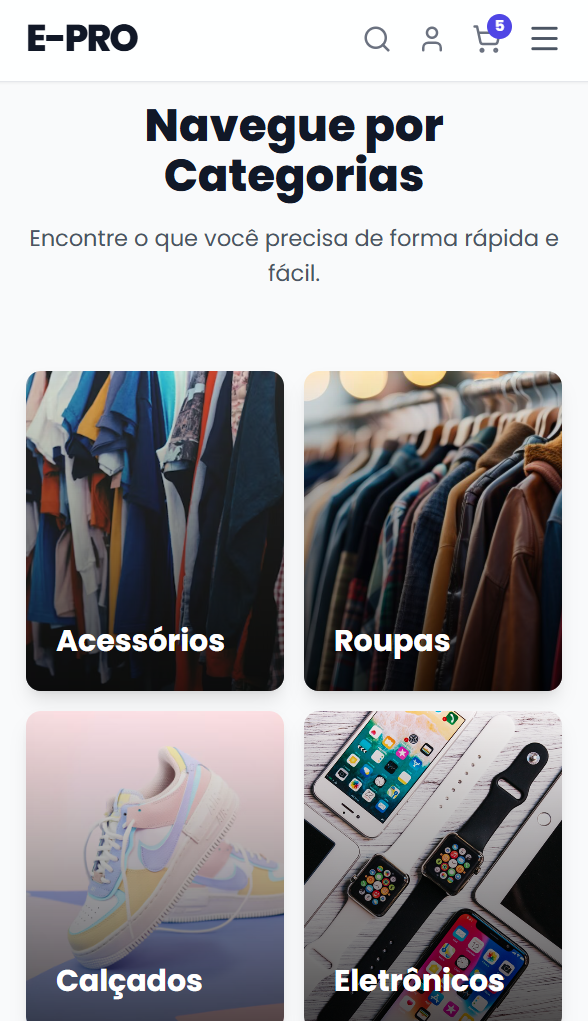 E-PRO
5
Navegue por
Categorias
Encontre o que você precisa de forma rápida e
fácil.
Acessórios
Roupas
Calçados
Eletrônicos